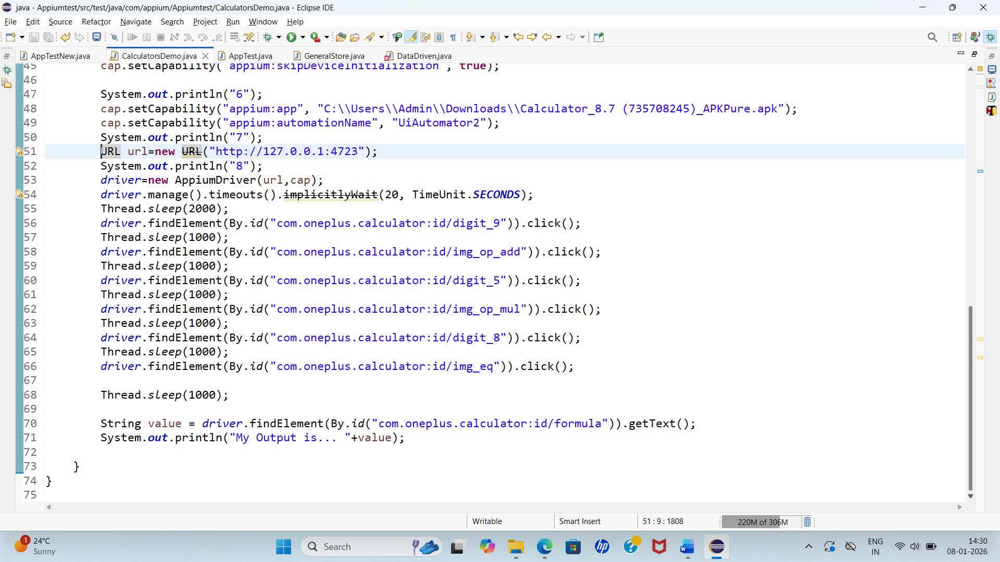 java - Appiumtest/src/test/java/com/appium/Appiumtest/CalculatorsDemo.java - Eclipse IDE
File Edit Source Refactor Navigate Search Project Run Window Help
AppTestNew.java CalculatorsDemo.java AppTest.java GeneralStore.java DataDriven.java
45 cap.setCapability("appium:skipDeviceInitialization", true);
46
47 System.out.println("6");
48 cap.setCapability("appium:app", "C:\\Users\\Admin\\Downloads\\Calculator_8.7 (735708245)_APKPure.apk");
49 cap.setCapability("appium:automationName", "UiAutomator2");
50 System.out.println("7");
51 URL url=new URL("http://127.0.0.1:4723");
52 System.out.println("8");
53 driver=new AppiumDriver(url,cap);
54 driver.manage().timeouts().implicitlyWait(20, TimeUnit.SECONDS);
55 Thread.sleep(2000);
56 driver.findElement(By.id("com.oneplus.calculator:id/digit_9")).click();
57 Thread.sleep(1000);
58 driver.findElement(By.id("com.oneplus.calculator:id/img_op_add")).click();
59 Thread.sleep(1000);
60 driver.findElement(By.id("com.oneplus.calculator:id/digit_5")).click();
61 Thread.sleep(1000);
62 driver.findElement(By.id("com.oneplus.calculator:id/img_op_mul")).click();
63 Thread.sleep(1000);
64 driver.findElement(By.id("com.oneplus.calculator:id/digit_8")).click();
65 Thread.sleep(1000);
66 driver.findElement(By.id("com.oneplus.calculator:id/img_eq")).click();
67
68 Thread.sleep(1000);
69
70 String value = driver.findElement(By.id("com.oneplus.calculator:id/formula")).getText();
71 System.out.println("My Output is... "+value);
72
73 }
74 }
75
Writable Smart Insert 51 : 9 : 1808 220M of 306M
1 24°C
Sunny
Search
hp
ENG
IN
14:30
08-01-2026